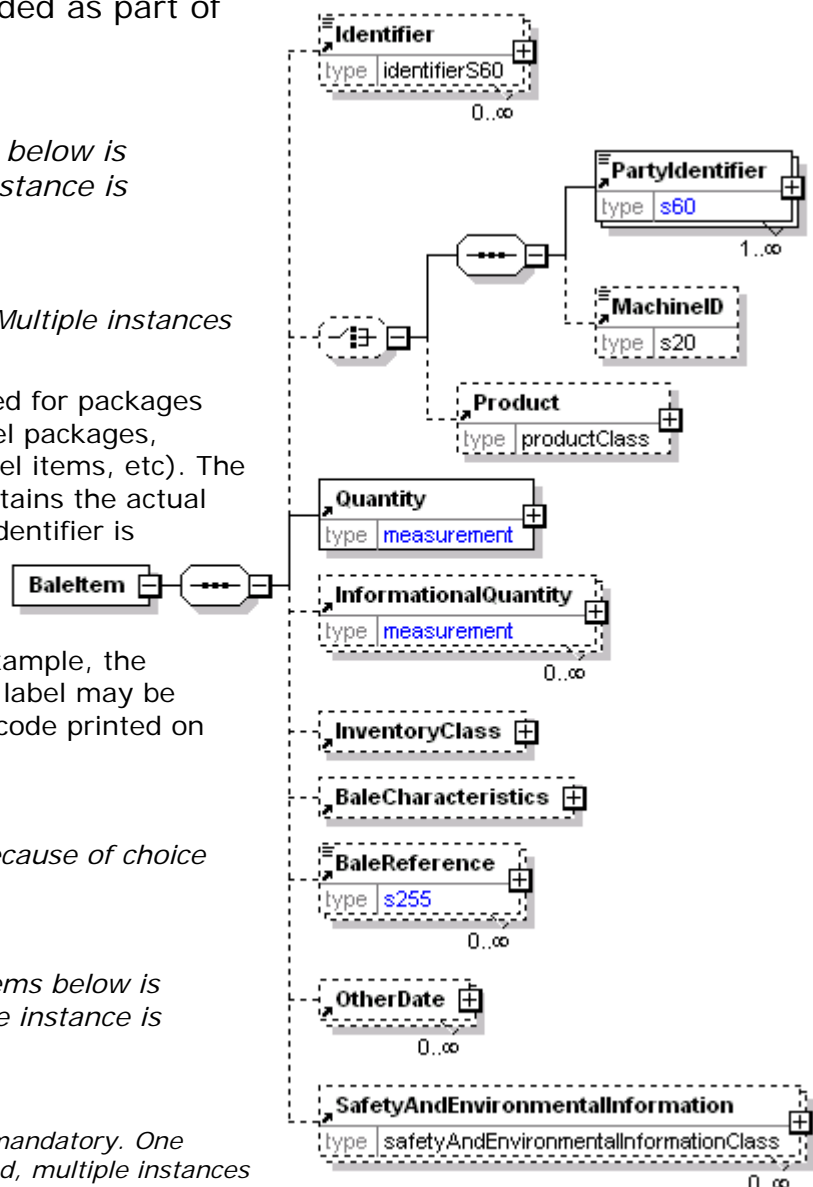 ded as part of
below is
stance is
Multiple instances
ed for packages
el packages,
el items, etc). The
tains the actual
dentifier is
xample, the
label may be
code printed on
ecause of choice
ems below is
e instance is
mandatory. One
d, multiple instances
BaleItem
Identifier
type identifierS60
0..∞
PartyIdentifier
type s60
1..∞
MachineID
type s20
Product
type productClass
Quantity
type measurement
InformationalQuantity
type measurement
0..∞
InventoryClass
BaleCharacteristics
BaleReference
type s255
0..∞
OtherDate
0..∞
SafetyAndEnvironmentalInformation
type safetyAndEnvironmentalInformationClass
0..∞